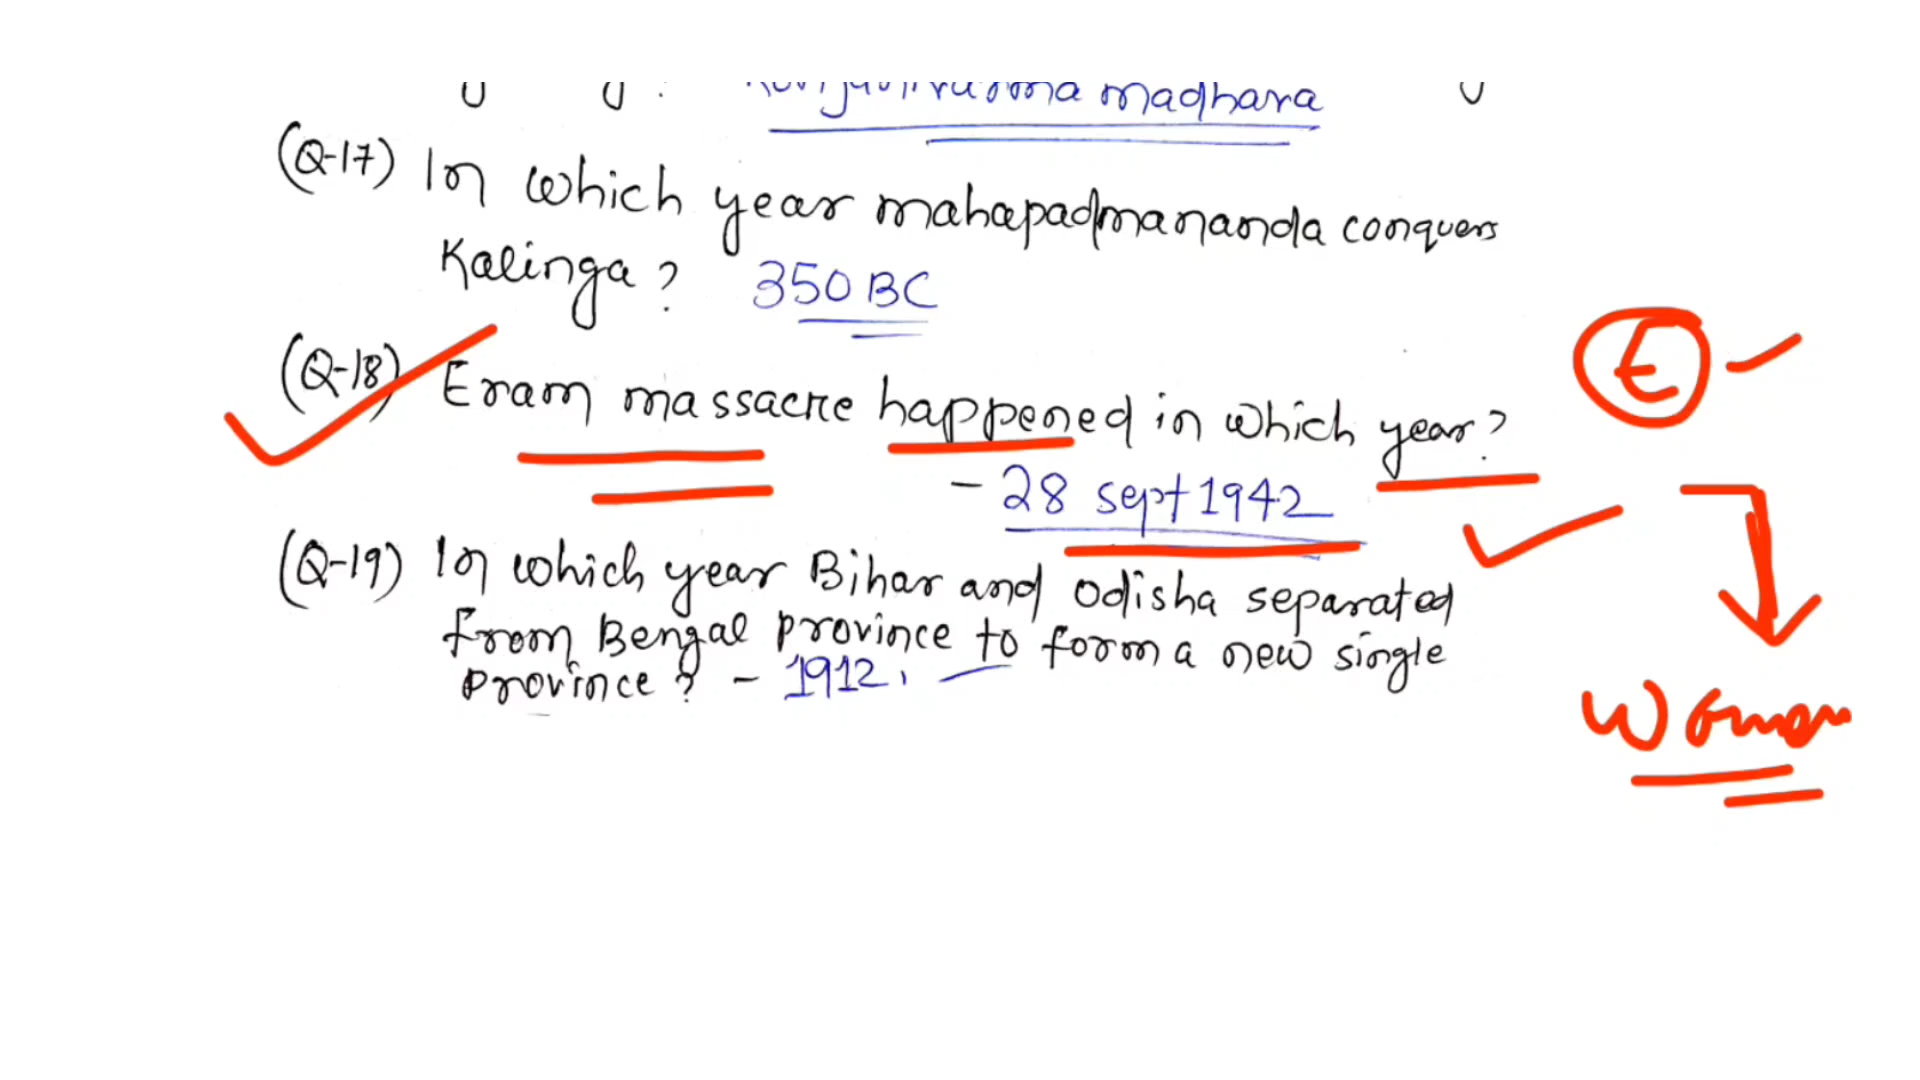 madhara
(Q-17) In which year mahapadmananda conquers
Kalinga? 350 BC
(Q-18) Eram massacre happened in which year?
- 28 sept 1942
(Q-19) In which year Bihar and Odisha separated
from Bengal province to form a new single
province? - 1912.
E
Women